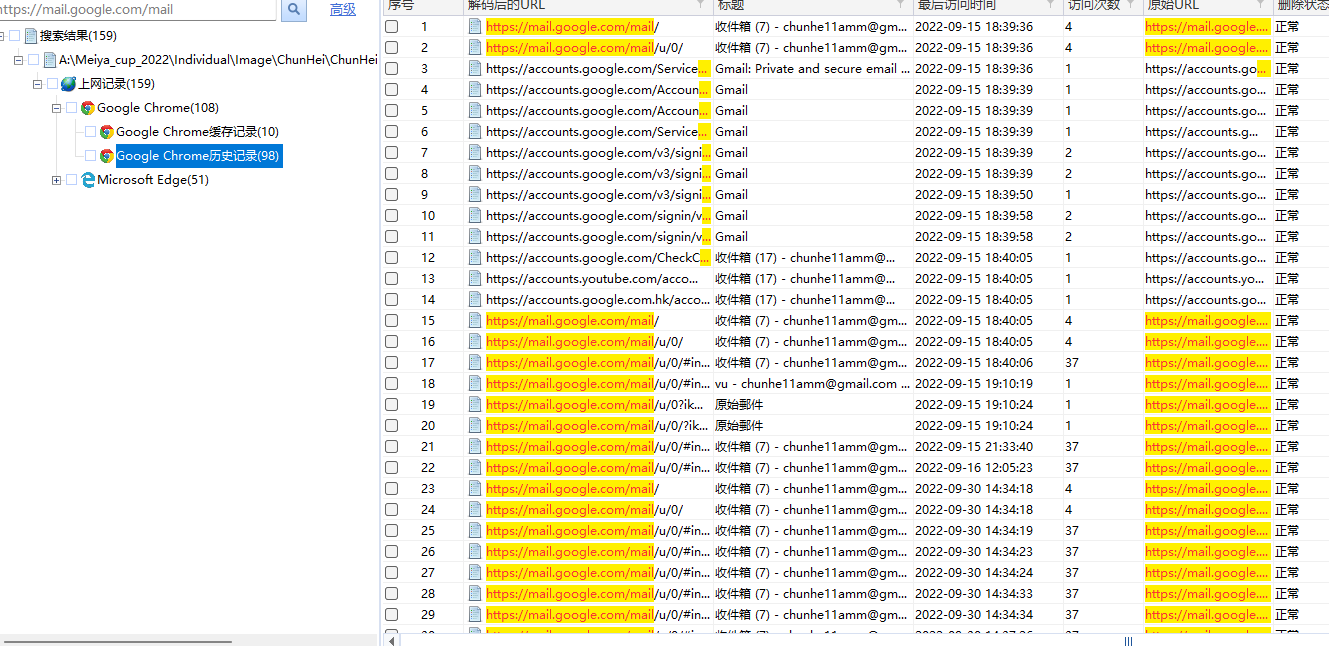 https://mail.google.com/mail 高级
搜索结果(159)
A:\Meiya_cup_2022\Individual\Image\ChunHei\ChunHei
上网记录(159)
Google Chrome(108)
Google Chrome缓存记录(10)
Google Chrome历史记录(98)
Microsoft Edge(51)
序号 解码后的URL 标题 最后访问时间 访问次数 原始URL 删除状态
1 https://mail.google.com/mail/ 收件箱 (7) - chunhe11amm@gm... 2022-09-15 18:39:36 4 https://mail.google.... 正常
2 https://mail.google.com/mail/u/0/ 收件箱 (7) - chunhe11amm@gm... 2022-09-15 18:39:36 4 https://mail.google.... 正常
3 https://accounts.google.com/Service... Gmail: Private and secure email ... 2022-09-15 18:39:36 1 https://accounts.go... 正常
4 https://accounts.google.com/Accoun... Gmail 2022-09-15 18:39:39 1 https://accounts.go... 正常
5 https://accounts.google.com/Accoun... Gmail 2022-09-15 18:39:39 1 https://accounts.go... 正常
6 https://accounts.google.com/Service... Gmail 2022-09-15 18:39:39 1 https://accounts.g... 正常
7 https://accounts.google.com/v3/signi... Gmail 2022-09-15 18:39:39 2 https://accounts.go... 正常
8 https://accounts.google.com/v3/signi... Gmail 2022-09-15 18:39:39 2 https://accounts.go... 正常
9 https://accounts.google.com/v3/signi... Gmail 2022-09-15 18:39:50 1 https://accounts.go... 正常
10 https://accounts.google.com/signin/v... Gmail 2022-09-15 18:39:58 2 https://accounts.go... 正常
11 https://accounts.google.com/signin/v... Gmail 2022-09-15 18:39:58 2 https://accounts.go... 正常
12 https://accounts.google.com/CheckC... 收件箱 (17) - chunhe11amm@... 2022-09-15 18:40:05 1 https://accounts.go... 正常
13 https://accounts.youtube.com/acco... 收件箱 (17) - chunhe11amm@... 2022-09-15 18:40:05 1 https://accounts.yo... 正常
14 https://accounts.google.com.hk/acco... 收件箱 (17) - chunhe11amm@... 2022-09-15 18:40:05 1 https://accounts.go... 正常
15 https://mail.google.com/mail/ 收件箱 (7) - chunhe11amm@gm... 2022-09-15 18:40:05 4 https://mail.google.... 正常
16 https://mail.google.com/mail/u/0/ 收件箱 (7) - chunhe11amm@gm... 2022-09-15 18:40:05 4 https://mail.google.... 正常
17 https://mail.google.com/mail/u/0/#in... 收件箱 (7) - chunhe11amm@gm... 2022-09-15 18:40:06 37 https://mail.google.... 正常
18 https://mail.google.com/mail/u/0/#in... vu - chunhe11amm@gmail.com ... 2022-09-15 19:10:19 1 https://mail.google.... 正常
19 https://mail.google.com/mail/u/0?ik... 原始郵件 2022-09-15 19:10:24 1 https://mail.google.... 正常
20 https://mail.google.com/mail/u/0/?ik... 原始郵件 2022-09-15 19:10:24 1 https://mail.google.... 正常
21 https://mail.google.com/mail/u/0/#in... 收件箱 (7) - chunhe11amm@gm... 2022-09-15 21:33:40 37 https://mail.google.... 正常
22 https://mail.google.com/mail/u/0/#in... 收件箱 (7) - chunhe11amm@gm... 2022-09-16 12:05:23 37 https://mail.google.... 正常
23 https://mail.google.com/mail/ 收件箱 (7) - chunhe11amm@gm... 2022-09-30 14:34:18 4 https://mail.google.... 正常
24 https://mail.google.com/mail/u/0/ 收件箱 (7) - chunhe11amm@gm... 2022-09-30 14:34:18 4 https://mail.google.... 正常
25 https://mail.google.com/mail/u/0/#in... 收件箱 (7) - chunhe11amm@gm... 2022-09-30 14:34:19 37 https://mail.google.... 正常
26 https://mail.google.com/mail/u/0/#in... 收件箱 (7) - chunhe11amm@gm... 2022-09-30 14:34:23 37 https://mail.google.... 正常
27 https://mail.google.com/mail/u/0/#in... 收件箱 (7) - chunhe11amm@gm... 2022-09-30 14:34:24 37 https://mail.google.... 正常
28 https://mail.google.com/mail/u/0/#in... 收件箱 (7) - chunhe11amm@gm... 2022-09-30 14:34:33 37 https://mail.google.... 正常
29 https://mail.google.com/mail/u/0/#in... 收件箱 (7) - chunhe11amm@gm... 2022-09-30 14:34:34 37 https://mail.google.... 正常